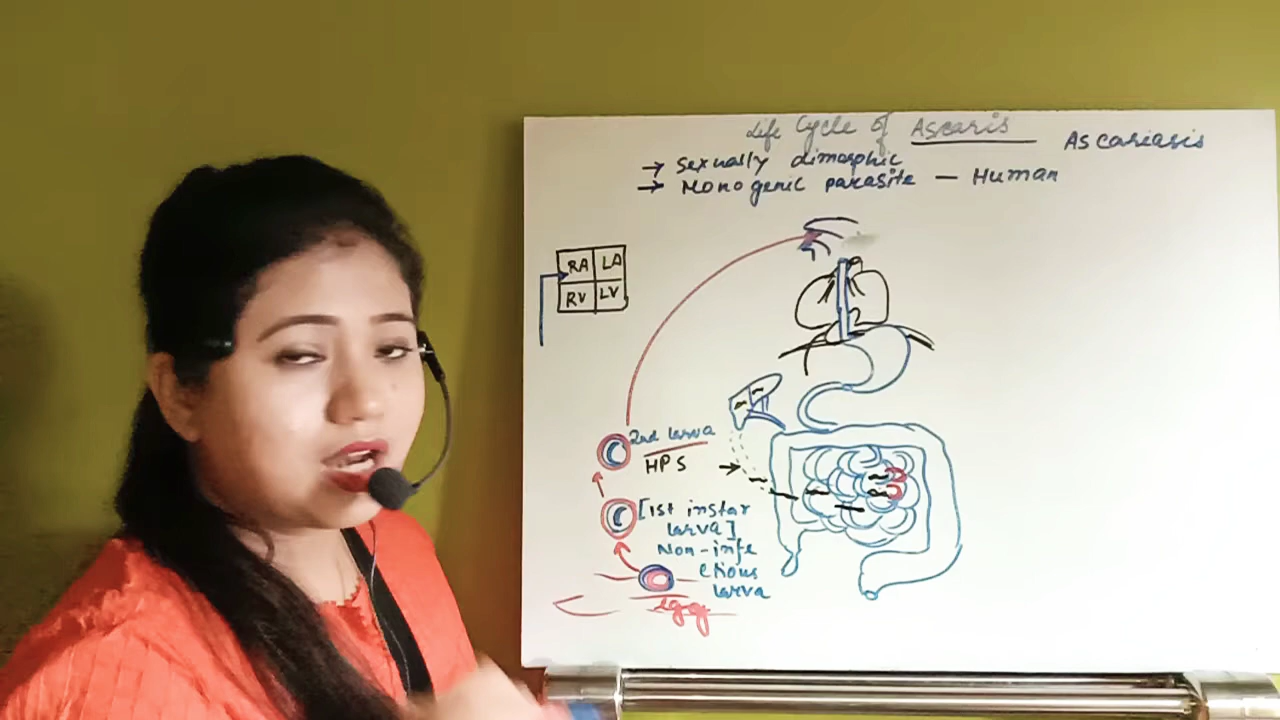 Life Cycle of Ascaris
Ascariasis
→ Sexually dimorphic
→ Monogenic parasite — Human
RA LA
RV LV
2nd larva
HPS →
[1st instar
larva]
Non-infe
ctious
larva
Egg